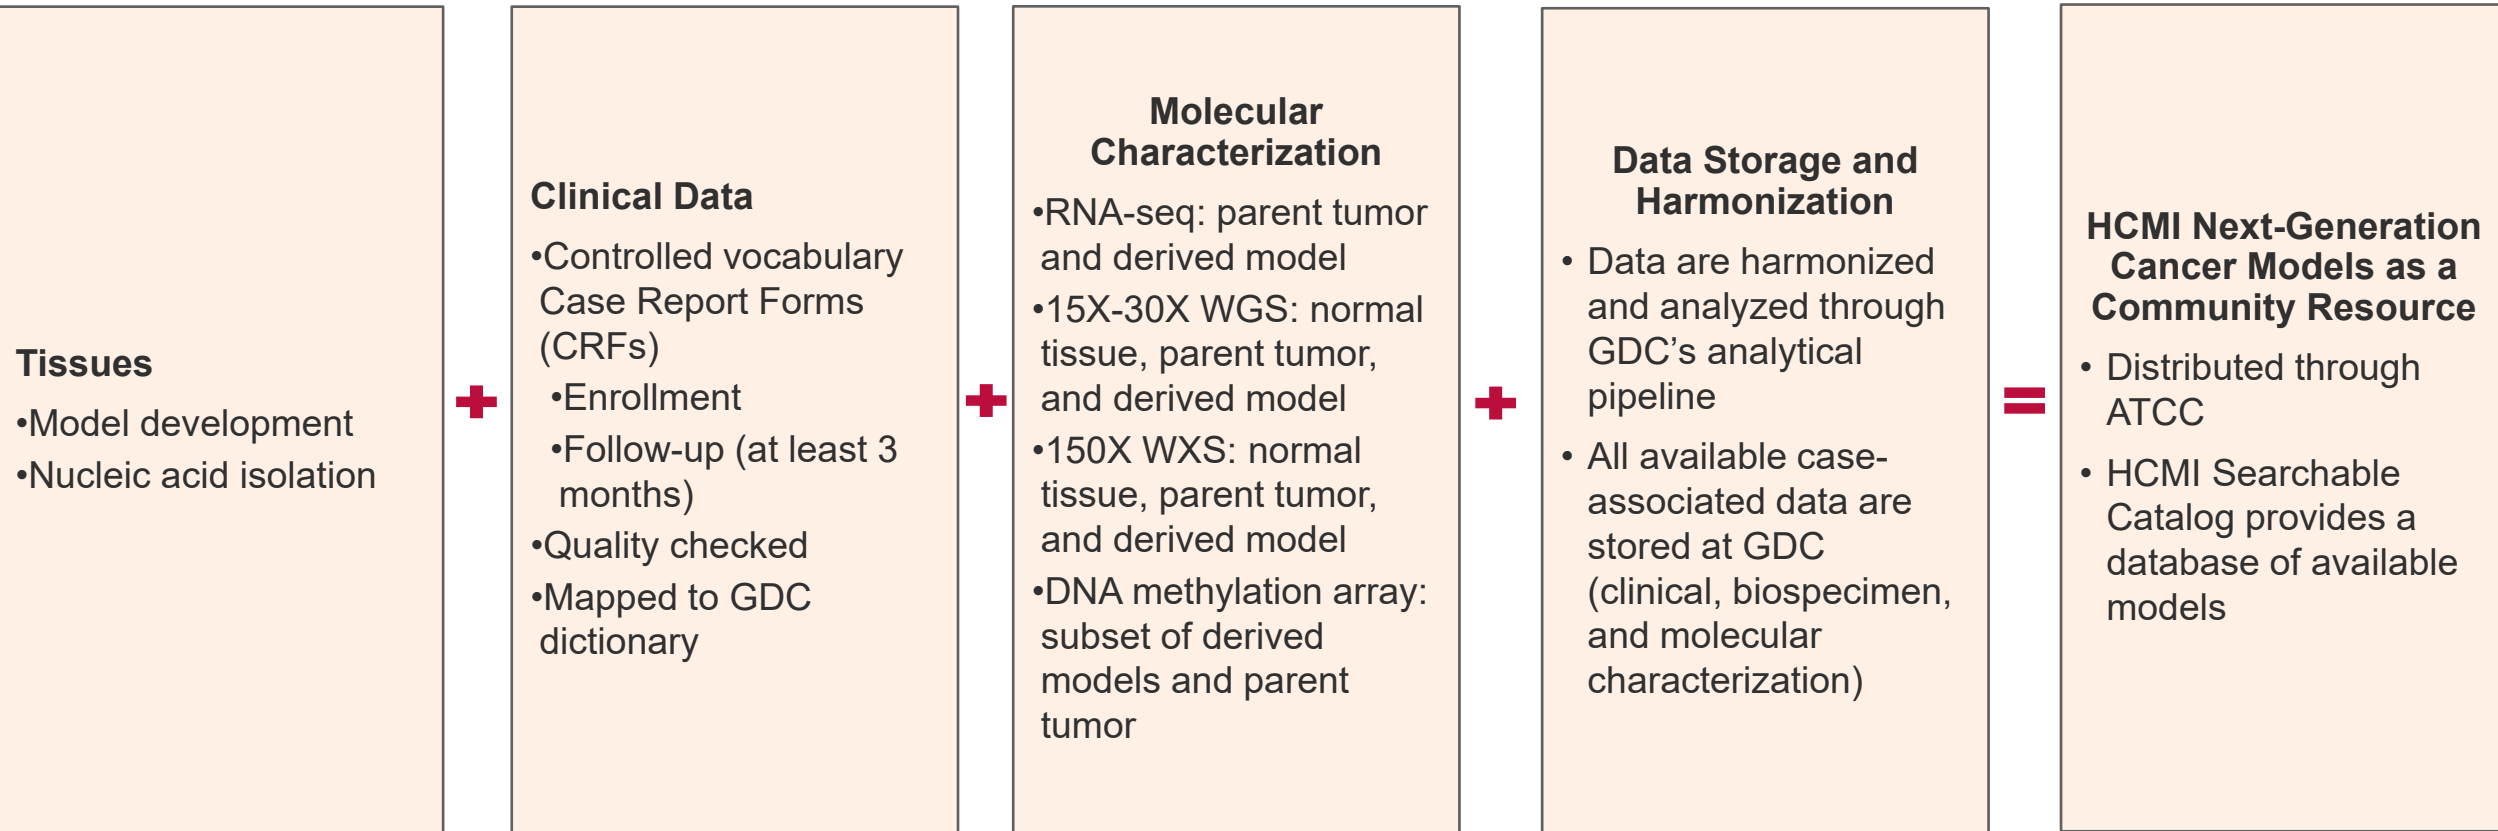 Tissues
•Model development
•Nucleic acid isolation
Clinical Data
•Controlled vocabulary
Case Report Forms
(CRFs)
•Enrollment
•Follow-up (at least 3
months)
•Quality checked
•Mapped to GDC
dictionary
Molecular
Characterization
•RNA-seq: parent tumor
and derived model
•15X-30X WGS: normal
tissue, parent tumor,
and derived model
•150X WXS: normal
tissue, parent tumor,
and derived model
•DNA methylation array:
subset of derived
models and parent
tumor
Data Storage and
Harmonization
• Data are harmonized
and analyzed through
GDC’s analytical
pipeline
• All available case-
associated data are
stored at GDC
(clinical, biospecimen,
and molecular
characterization)
HCMI Next-Generation
Cancer Models as a
Community Resource
• Distributed through
ATCC
• HCMI Searchable
Catalog provides a
database of available
models